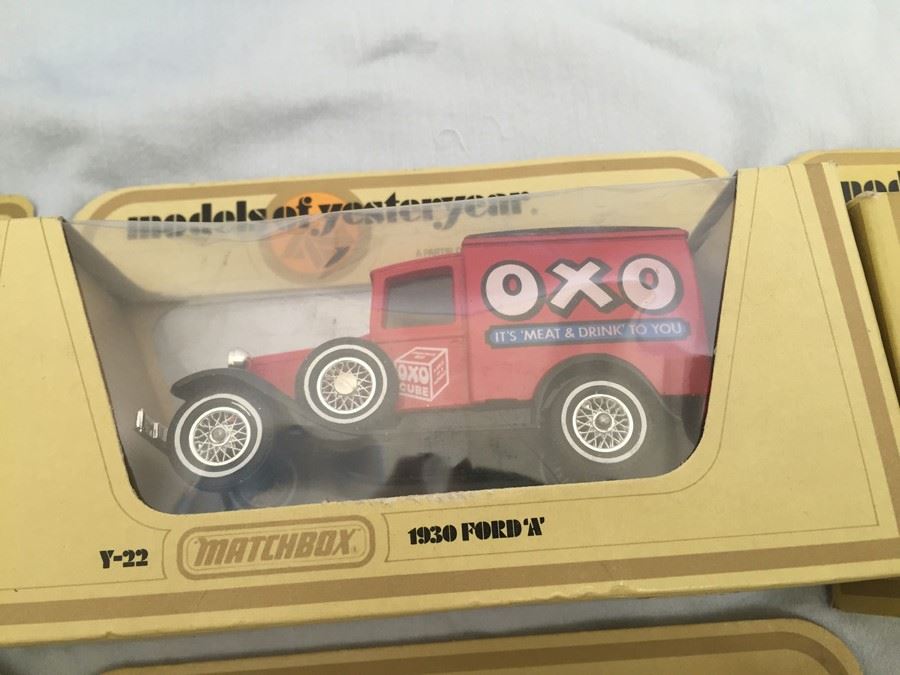 models of yesteryear.
OXO
IT'S 'MEAT & DRINK' TO YOU
OXO
CUBE
Y-22
MATCHBOX
1930 FORD 'A'